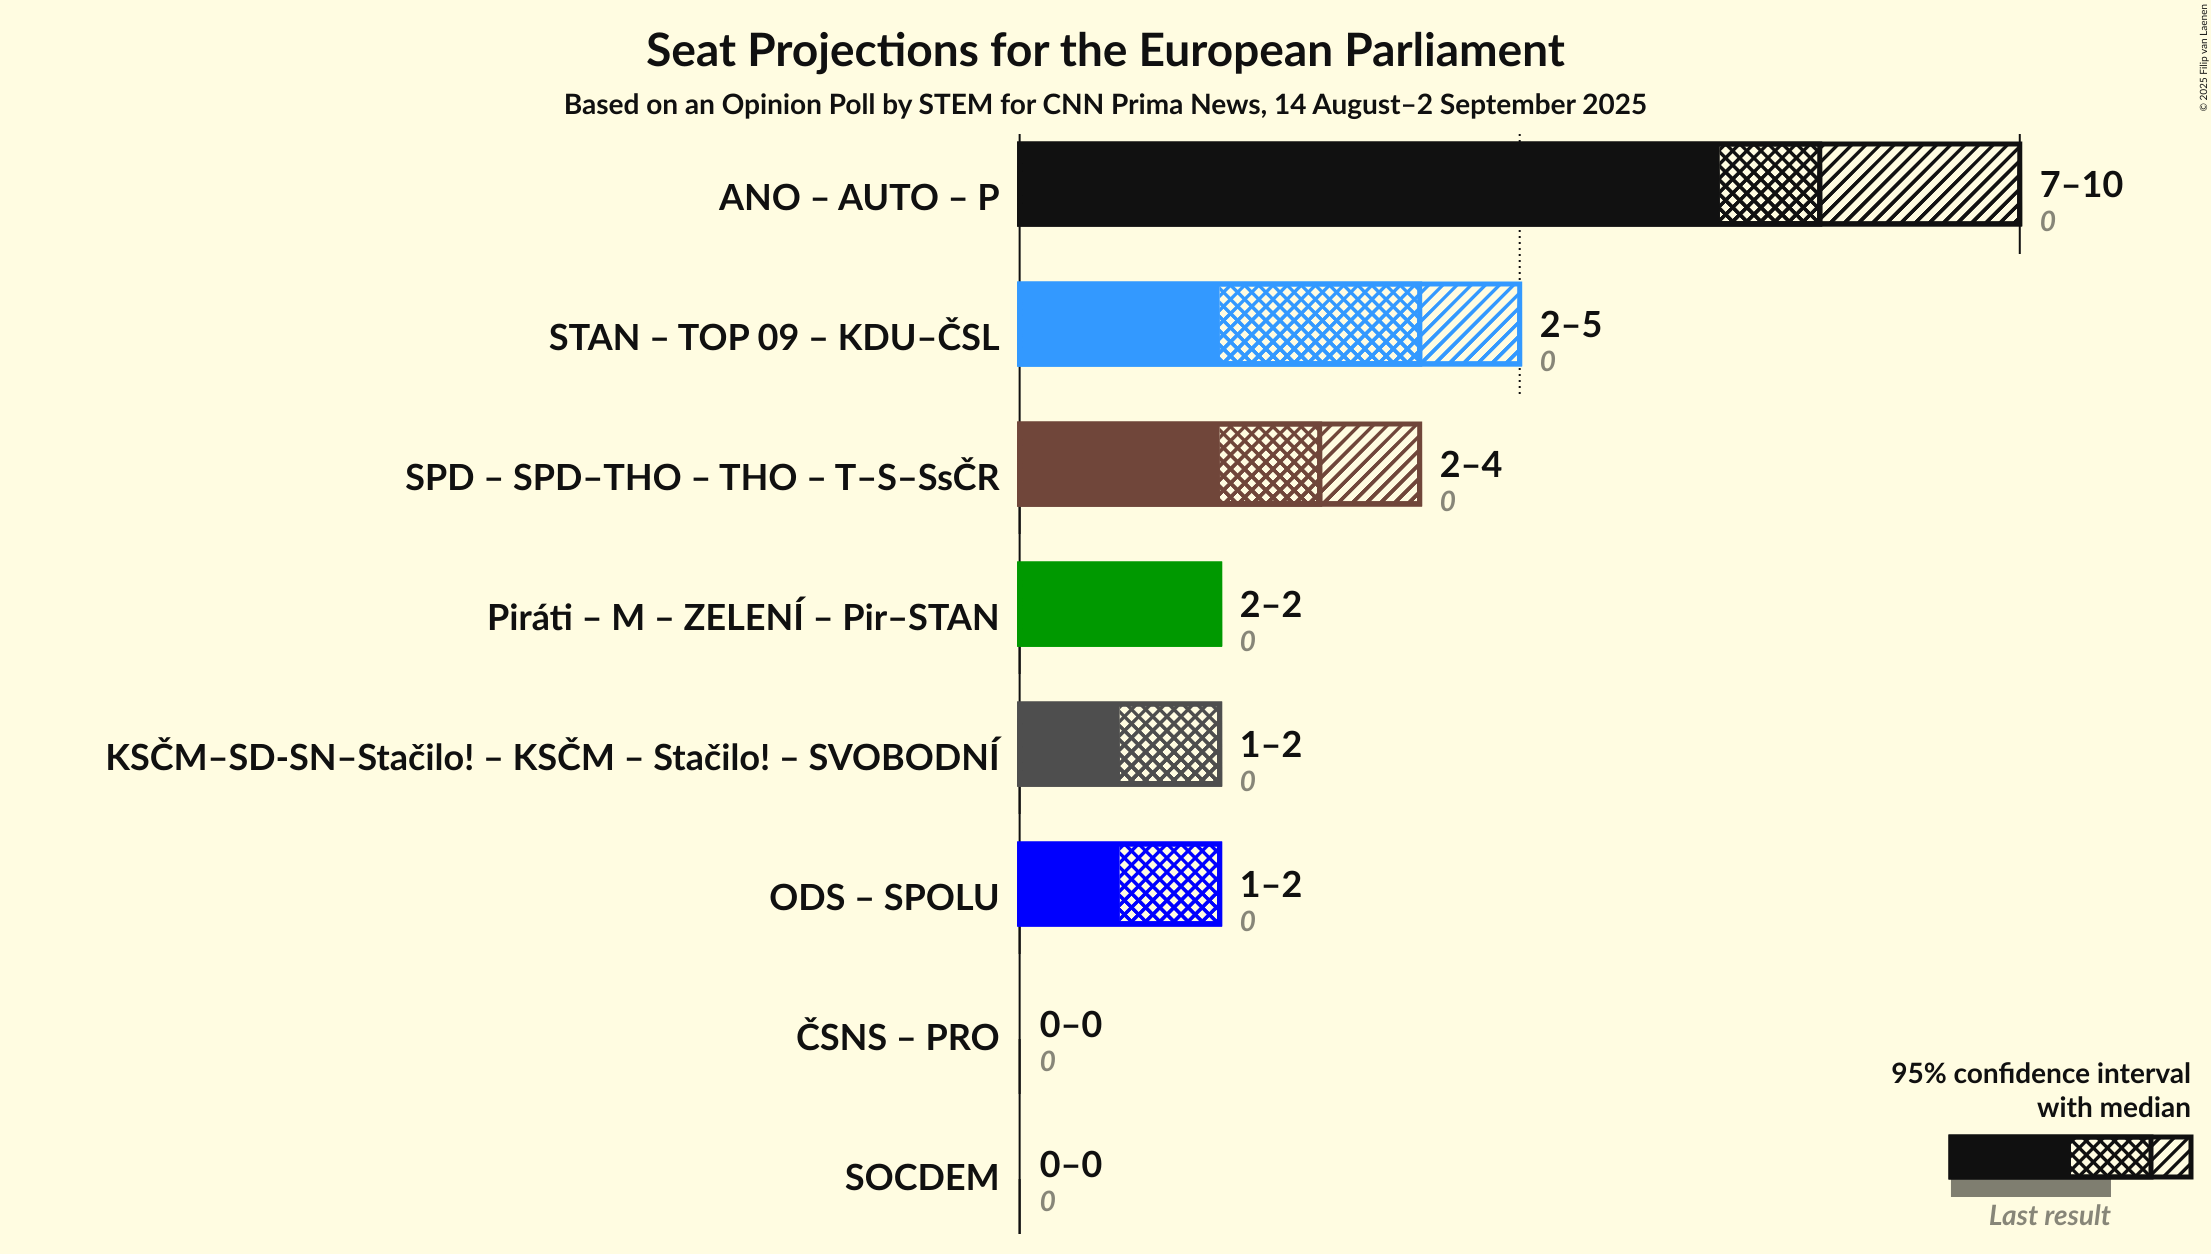 Seat Projections for the European Parliament
Based on an Opinion Poll by STEM for CNN Prima News, 14 August–2 September 2025
© 2025 Filip van Laenen
ANO – AUTO – P
7–10
0
STAN – TOP 09 – KDU–ČSL
2–5
0
SPD – SPD–THO – THO – T–S–SsČR
2–4
0
Piráti – M – ZELENÍ – Pir–STAN
2–2
0
KSČM–SD-SN–Stačilo! – KSČM – Stačilo! – SVOBODNÍ
1–2
0
ODS – SPOLU
1–2
0
ČSNS – PRO
0–0
0
SOCDEM
0–0
0
95% confidence interval
with median
Last result